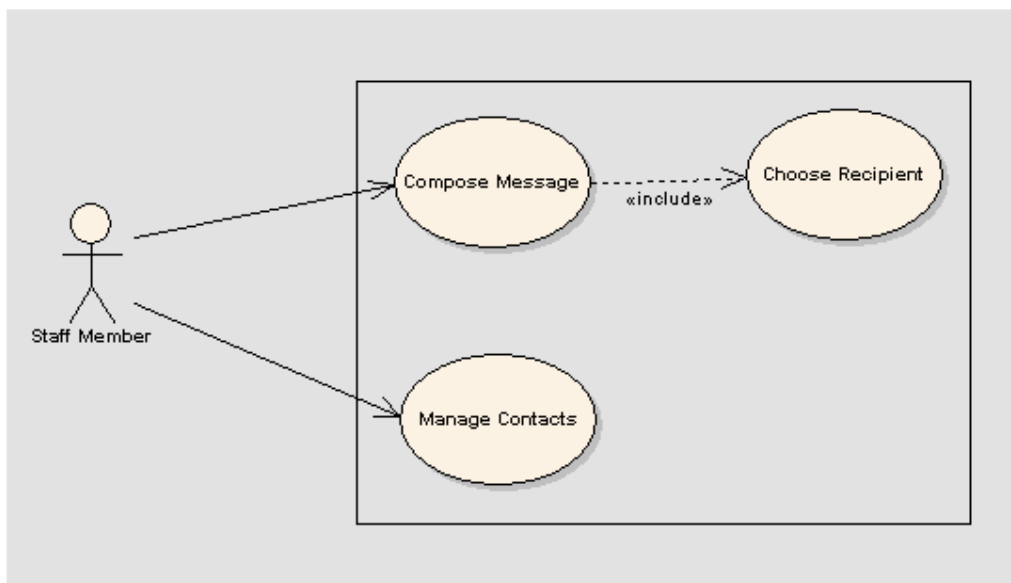 Compose Message
Choose Recipient
«include»
Staff Member
Manage Contacts